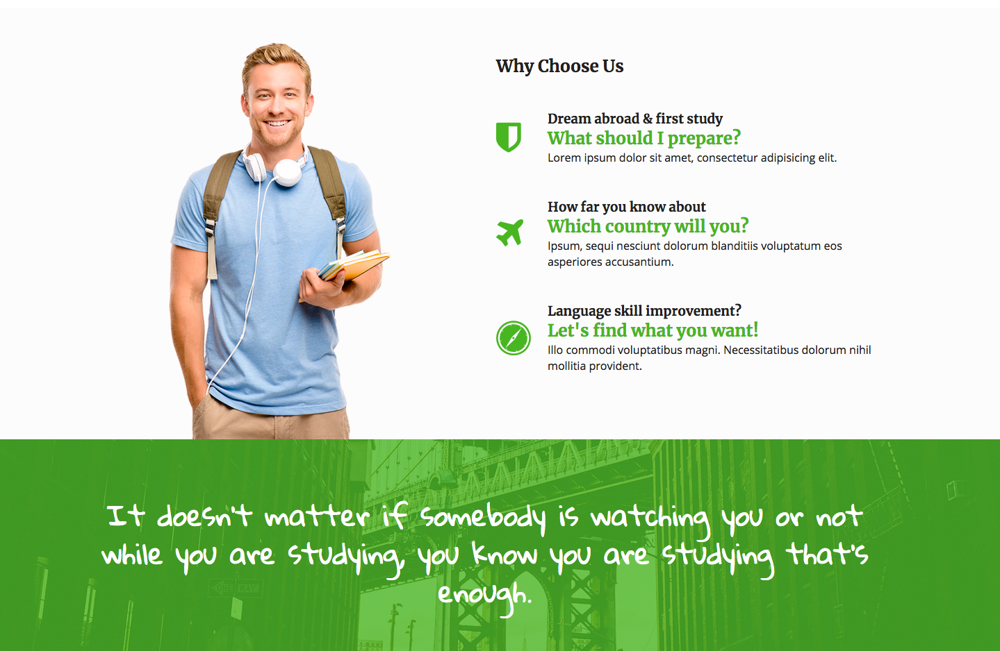 Why Choose Us
Dream abroad & first study
What should I prepare?
Lorem ipsum dolor sit amet, consectetur adipisicing elit.
How far you know about
Which country will you?
Ipsum, sequi nesciunt dolorum blanditiis voluptatum eos
asperiores accusantium.
Language skill improvement?
Let's find what you want!
Illo commodi voluptatibus magni. Necessitatibus dolorum nihil
mollitia provident.
It doesn't matter if somebody is watching you or not
while you are studying, you know you are studying that's
enough.
ONE WAY